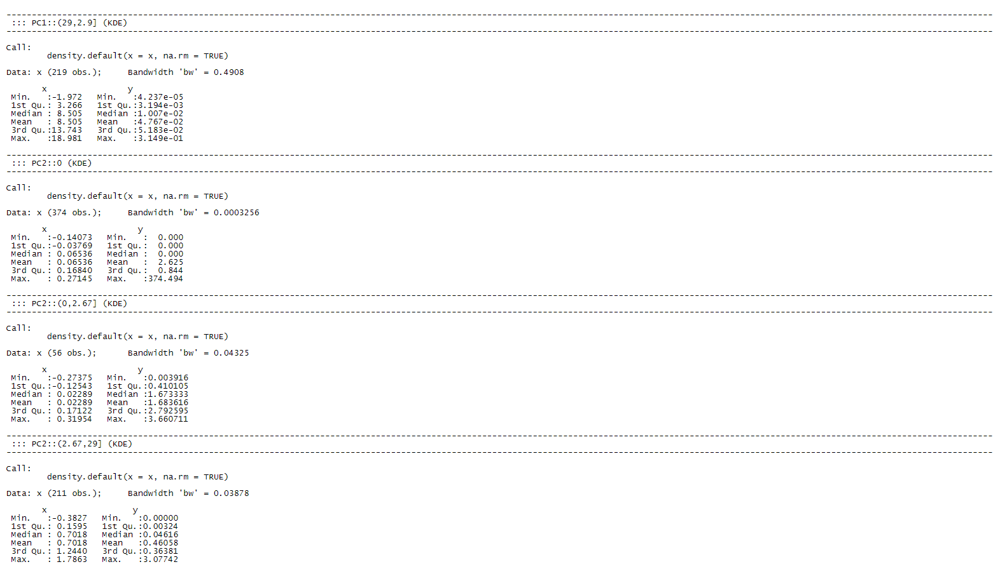 --------------------------------------------------------------------------------
::: PC1::(29,2.9] (KDE)
--------------------------------------------------------------------------------
Call:
density.default(x = x, na.rm = TRUE)
Data: x (219 obs.);	Bandwidth 'bw' = 0.4908
x y
Min. :-1.972 Min. :4.237e-05
1st Qu.: 3.266 1st Qu.:3.194e-03
Median : 8.505 Median :1.007e-02
Mean : 8.505 Mean :4.767e-02
3rd Qu.:13.743 3rd Qu.:5.183e-02
Max. :18.981 Max. :3.149e-01
--------------------------------------------------------------------------------
::: PC2::0 (KDE)
--------------------------------------------------------------------------------
Call:
density.default(x = x, na.rm = TRUE)
Data: x (374 obs.);	Bandwidth 'bw' = 0.0003256
x y
Min. :-0.14073 Min. : 0.000
1st Qu.:-0.03769 1st Qu.: 0.000
Median : 0.06536 Median : 0.000
Mean : 0.06536 Mean : 2.625
3rd Qu.: 0.16840 3rd Qu.: 0.844
Max. : 0.27145 Max. :374.494
--------------------------------------------------------------------------------
::: PC2::(0,2.67] (KDE)
--------------------------------------------------------------------------------
Call:
density.default(x = x, na.rm = TRUE)
Data: x (56 obs.);	Bandwidth 'bw' = 0.04325
x y
Min. :-0.27375 Min. :0.003916
1st Qu.:-0.12543 1st Qu.:0.410105
Median : 0.02289 Median :1.673333
Mean : 0.02289 Mean :1.683616
3rd Qu.: 0.17122 3rd Qu.:2.792595
Max. : 0.31954 Max. :3.660711
--------------------------------------------------------------------------------
::: PC2::(2.67,29] (KDE)
--------------------------------------------------------------------------------
Call:
density.default(x = x, na.rm = TRUE)
Data: x (211 obs.);	Bandwidth 'bw' = 0.03878
x y
Min. :-0.3827 Min. :0.00000
1st Qu.: 0.1595 1st Qu.:0.00324
Median : 0.7018 Median :0.04616
Mean : 0.7018 Mean :0.46058
3rd Qu.: 1.2440 3rd Qu.:0.36381
Max. : 1.7863 Max. :3.07742